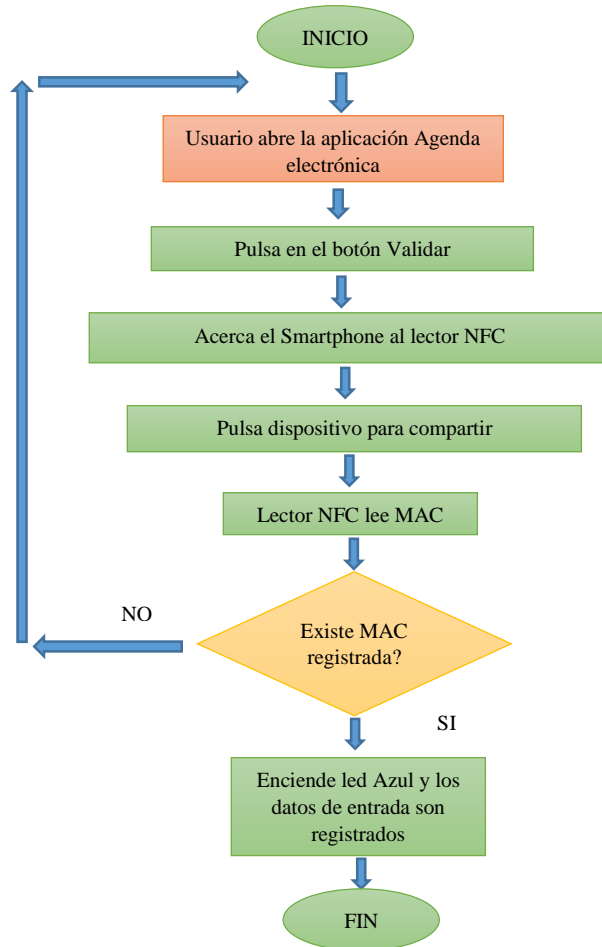 INICIO
Usuario abre la aplicación Agenda
electrónica
Pulsa en el botón Validar
Acerca el Smartphone al lector NFC
Pulsa dispositivo para compartir
Lector NFC lee MAC
NO
Existe MAC
registrada?
SI
Enciende led Azul y los
datos de entrada son
registrados
FIN